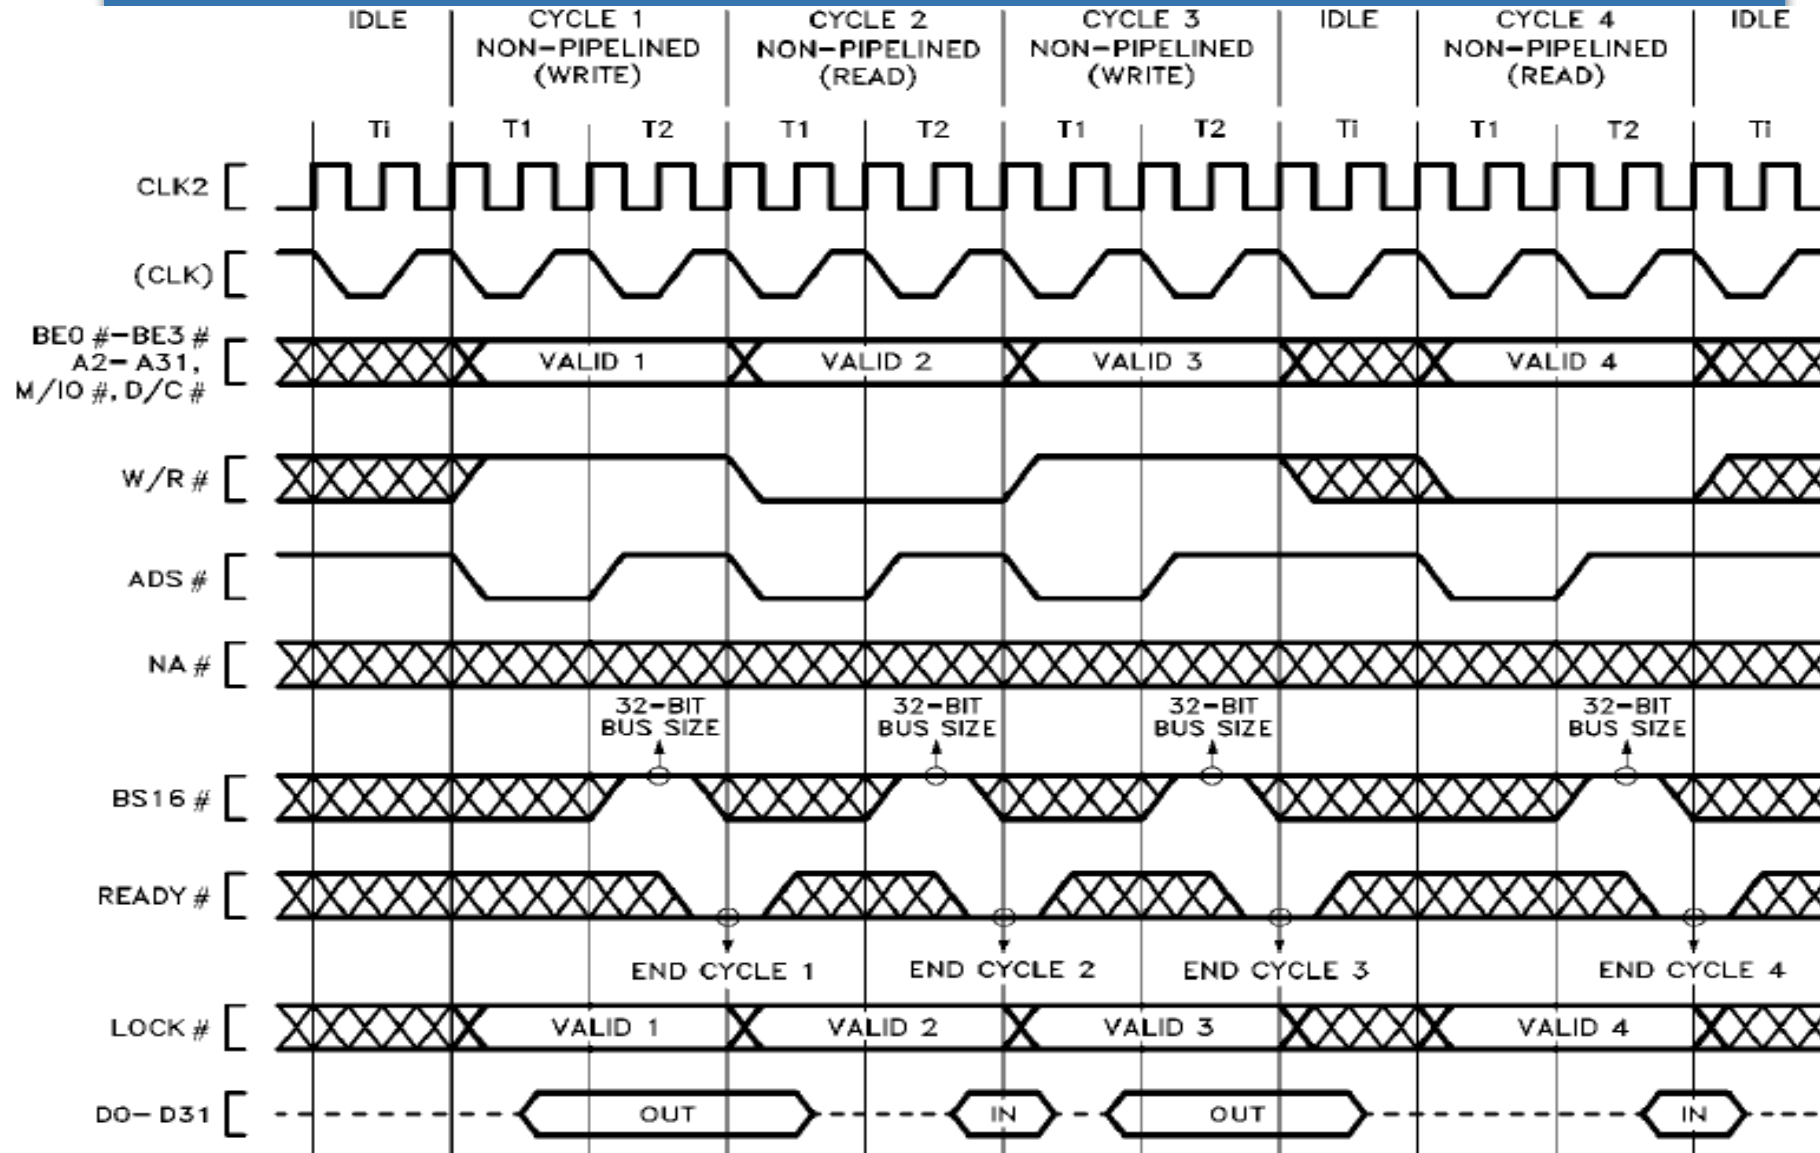 IDLE
CYCLE 1
NON-PIPELINED
(WRITE)
CYCLE 2
NON-PIPELINED
(READ)
CYCLE 3
NON-PIPELINED
(WRITE)
IDLE
CYCLE 4
NON-PIPELINED
(READ)
IDLE
Ti T1 T2 T1 T2 T1 T2 Ti T1 T2 Ti
CLK2
(CLK)
BE0 #-BE3 #
A2-A31,
M/IO #, D/C #
VALID 1 VALID 2 VALID 3 VALID 4
W/R #
ADS #
NA #
32-BIT
BUS SIZE
32-BIT
BUS SIZE
32-BIT
BUS SIZE
32-BIT
BUS SIZE
BS16 #
READY #
END CYCLE 1 END CYCLE 2 END CYCLE 3 END CYCLE 4
LOCK # VALID 1 VALID 2 VALID 3 VALID 4
D0-D31 OUT IN OUT IN